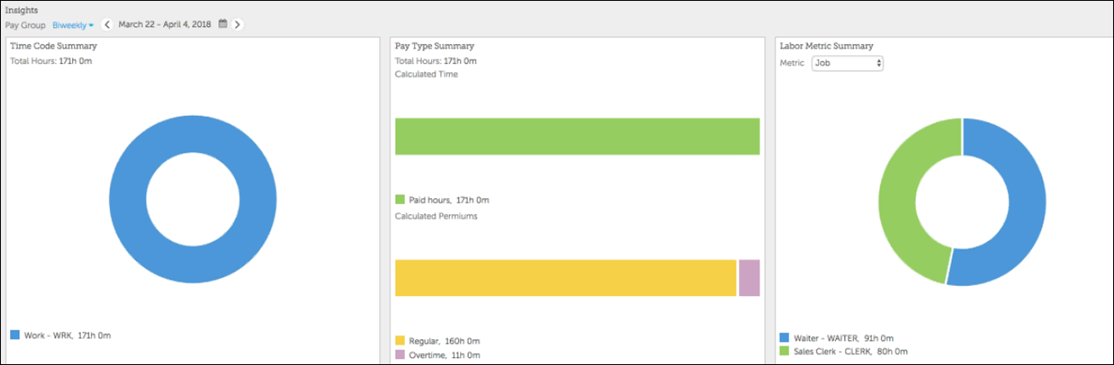 Insights
Pay Group Biweekly March 22 - April 4, 2018
Time Code Summary
Total Hours: 171h 0m
Work - WRK, 171h 0m
Pay Type Summary
Total Hours: 171h 0m
Calculated Time
Paid hours, 171h 0m
Calculated Permiums
Regular, 160h 0m
Overtime, 11h 0m
Labor Metric Summary
Metric Job
Waiter - WAITER, 91h 0m
Sales Clerk - CLERK, 80h 0m